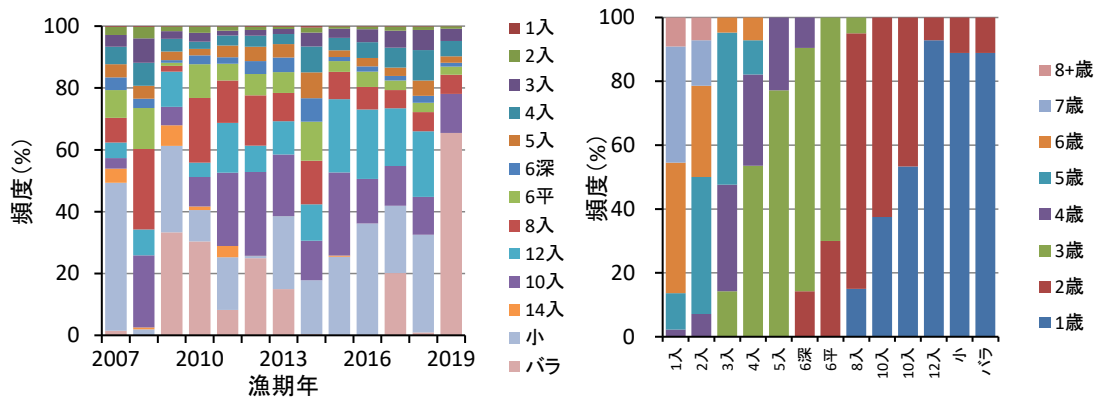 頻度(%)
100
80
60
40
20
0
2007
2010
2013
2016
2019
漁期年
1入
2入
3入
4入
5入
6深
6平
8入
12入
10入
14入
小
バラ
頻度(%)
100
80
60
40
20
0
1入
2入
3入
4入
5入
6深
6平
8入
10入
10入
12入
小
バラ
8+歳
7歳
6歳
5歳
4歳
3歳
2歳
1歳